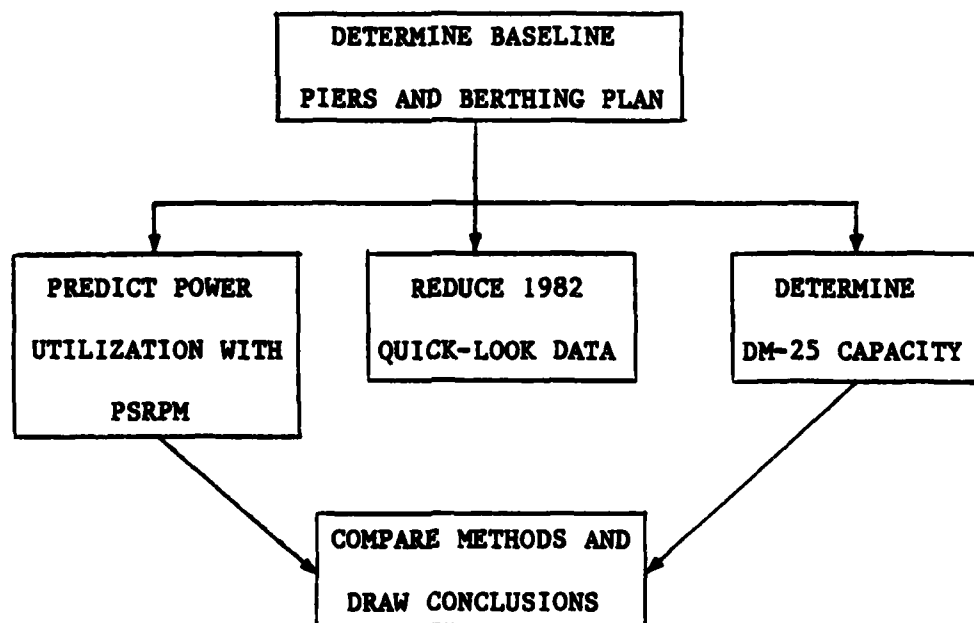 DETERMINE BASELINE
PIERS AND BERTHING PLAN
PREDICT POWER
UTILIZATION WITH
PSRPM
REDUCE 1982
QUICK-LOOK DATA
DETERMINE
DM-25 CAPACITY
COMPARE METHODS AND
DRAW CONCLUSIONS